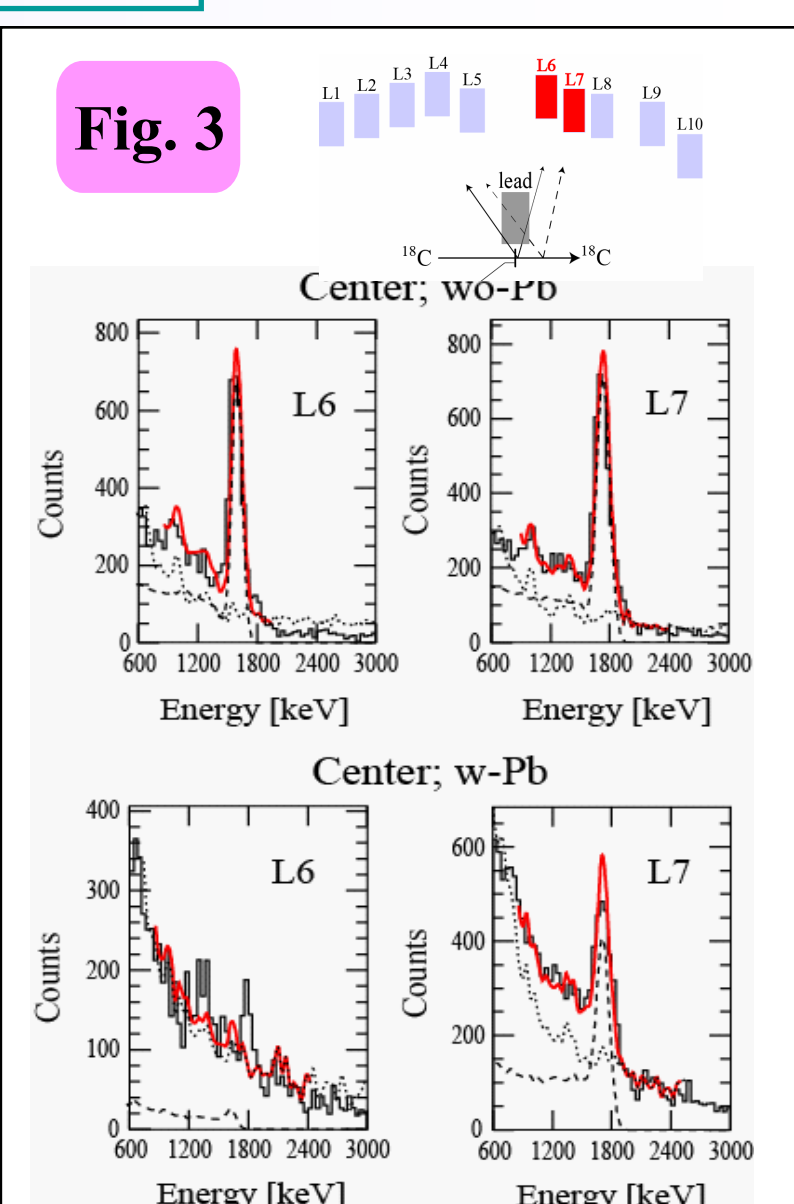 Fig. 3
L1 L2 L3 L4 L5 L6 L7 L8 L9 L10
lead
18C 18C
Center; wo-Pb
800
600
400
200
0
Counts
L6
600 1200 1800 2400 3000
Energy [keV]
800
600
400
200
0
Counts
L7
600 1200 1800 2400 3000
Energy [keV]
Center; w-Pb
400
300
200
100
0
Counts
L6
600 1200 1800 2400 3000
Energy [keV]
600
400
200
0
Counts
L7
600 1200 1800 2400 3000
Energy [keV]